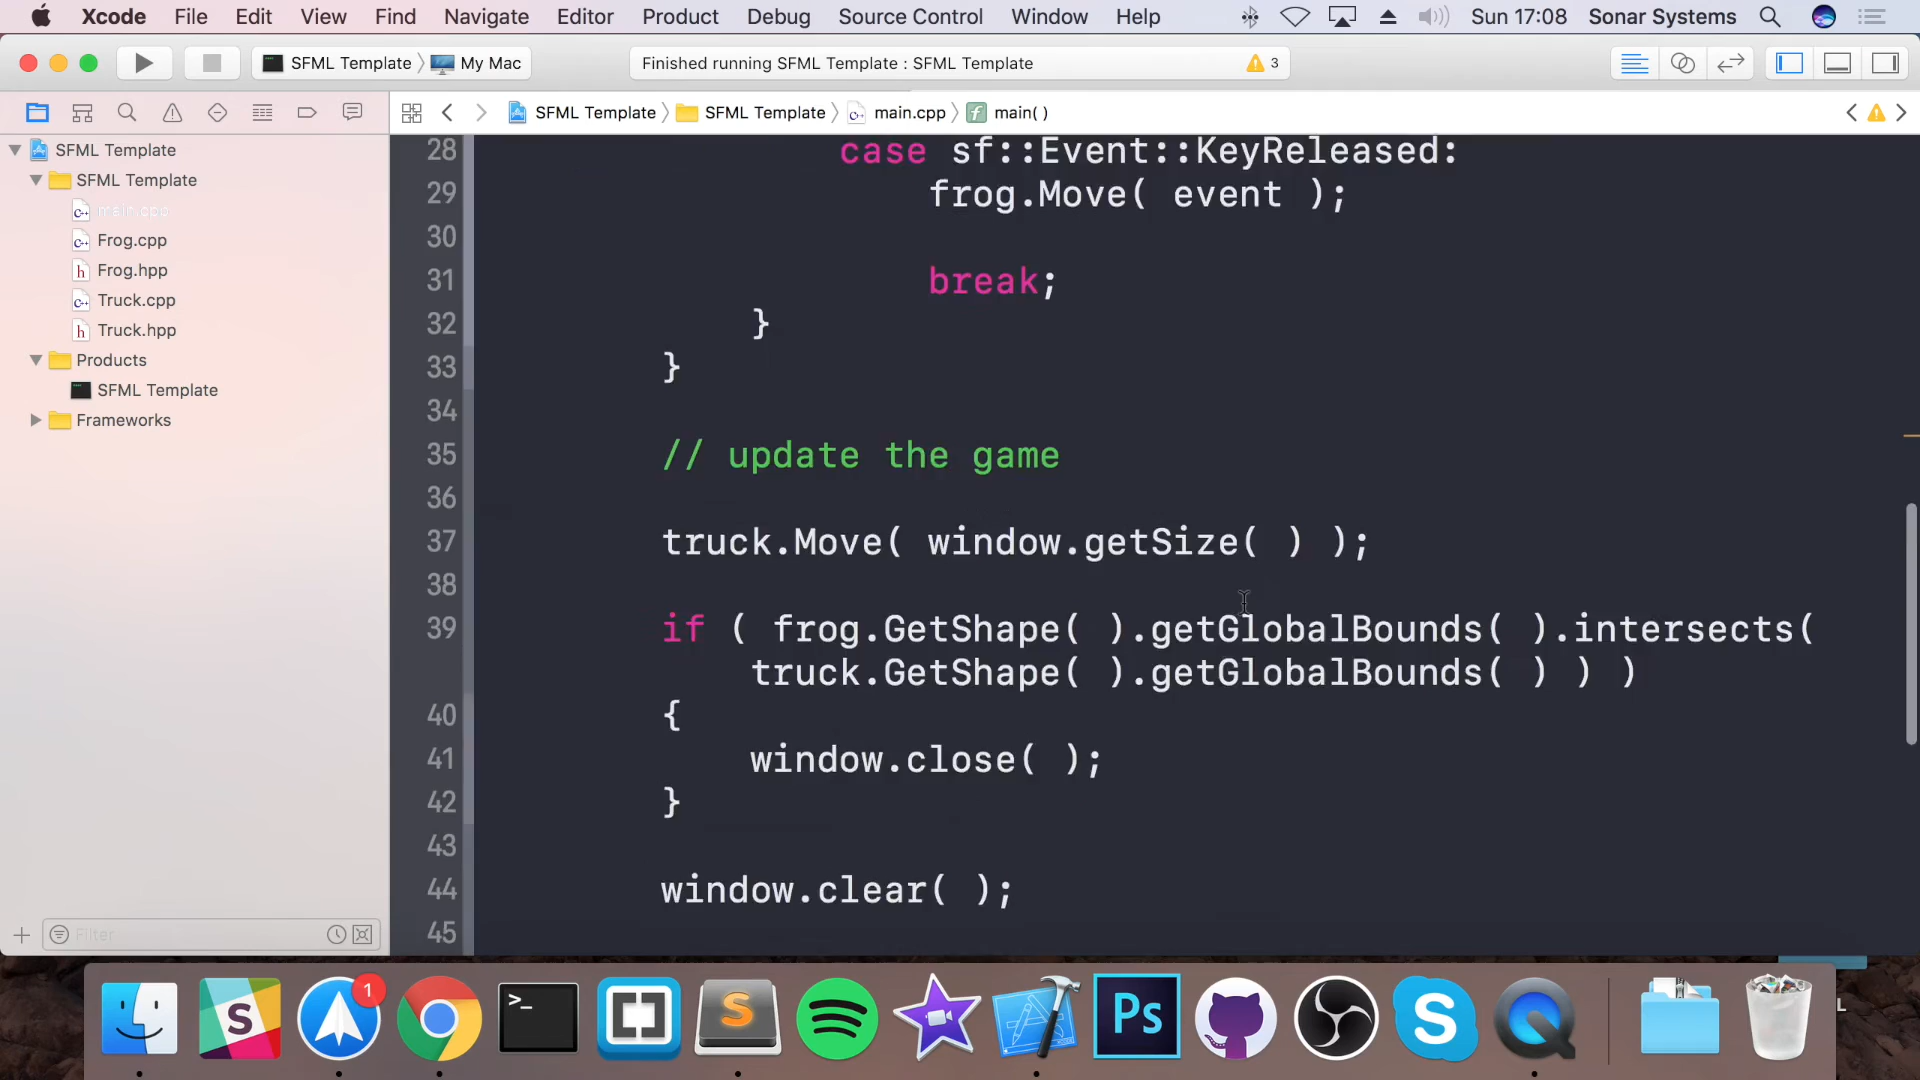 Xcode File Edit View Find Navigate Editor Product Debug Source Control Window Help Sun 17:08 Sonar Systems
SFML Template My Mac Finished running SFML Template : SFML Template 3
SFML Template SFML Template main.cpp main( )
SFML Template
SFML Template
main.cpp
Frog.cpp
Frog.hpp
Truck.cpp
Truck.hpp
Products
SFML Template
Frameworks
Filter
28 case sf::Event::KeyReleased:
29 frog.Move( event );
30
31 break;
32 }
33 }
34
35 // update the game
36
37 truck.Move( window.getSize( ) );
38
39 if ( frog.GetShape( ).getGlobalBounds( ).intersects(
truck.GetShape( ).getGlobalBounds( ) ) )
40 {
41 window.close( );
42 }
43
44 window.clear( );
45
1
Ps